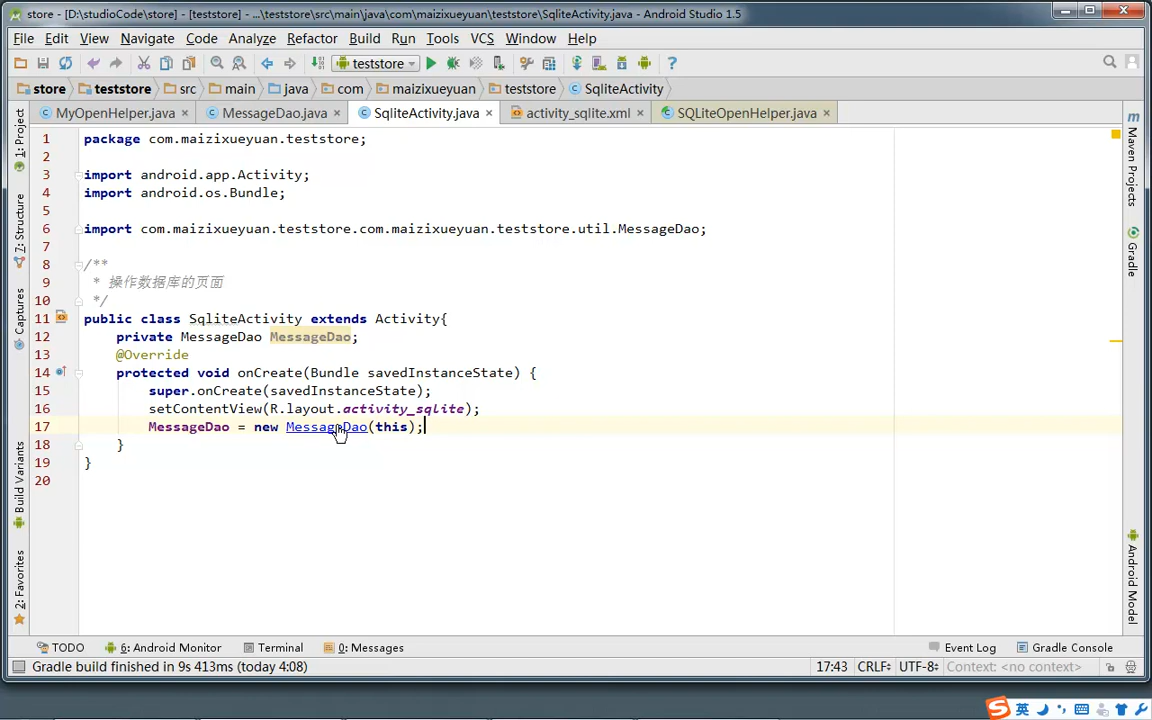 store - [D:\studioCode\store] - [teststore] - ...\teststore\src\main\java\com\maizixueyuan\teststore\SqliteActivity.java - Android Studio 1.5
File Edit View Navigate Code Analyze Refactor Build Run Tools VCS Window Help
teststore
store teststore src main java com maizixueyuan teststore SqliteActivity
MyOpenHelper.java MessageDao.java SqliteActivity.java activity_sqlite.xml SQLiteOpenHelper.java
1 package com.maizixueyuan.teststore;
2
3 import android.app.Activity;
4 import android.os.Bundle;
5
6 import com.maizixueyuan.teststore.com.maizixueyuan.teststore.util.MessageDao;
7
8 /**
9 * 操作数据库的页面
10 */
11 public class SqliteActivity extends Activity{
12 private MessageDao MessageDao;
13 @Override
14 protected void onCreate(Bundle savedInstanceState) {
15 super.onCreate(savedInstanceState);
16 setContentView(R.layout.activity_sqlite);
17 MessageDao = new MessageDao(this);
18 }
19 }
20
1: Project
7: Structure
Captures
Build Variants
2: Favorites
m
Maven Projects
Gradle
Android Model
TODO 6: Android Monitor Terminal 0: Messages Event Log Gradle Console
Gradle build finished in 9s 413ms (today 4:08) 17:43 CRLF UTF-8 Context: <no context>
S 英